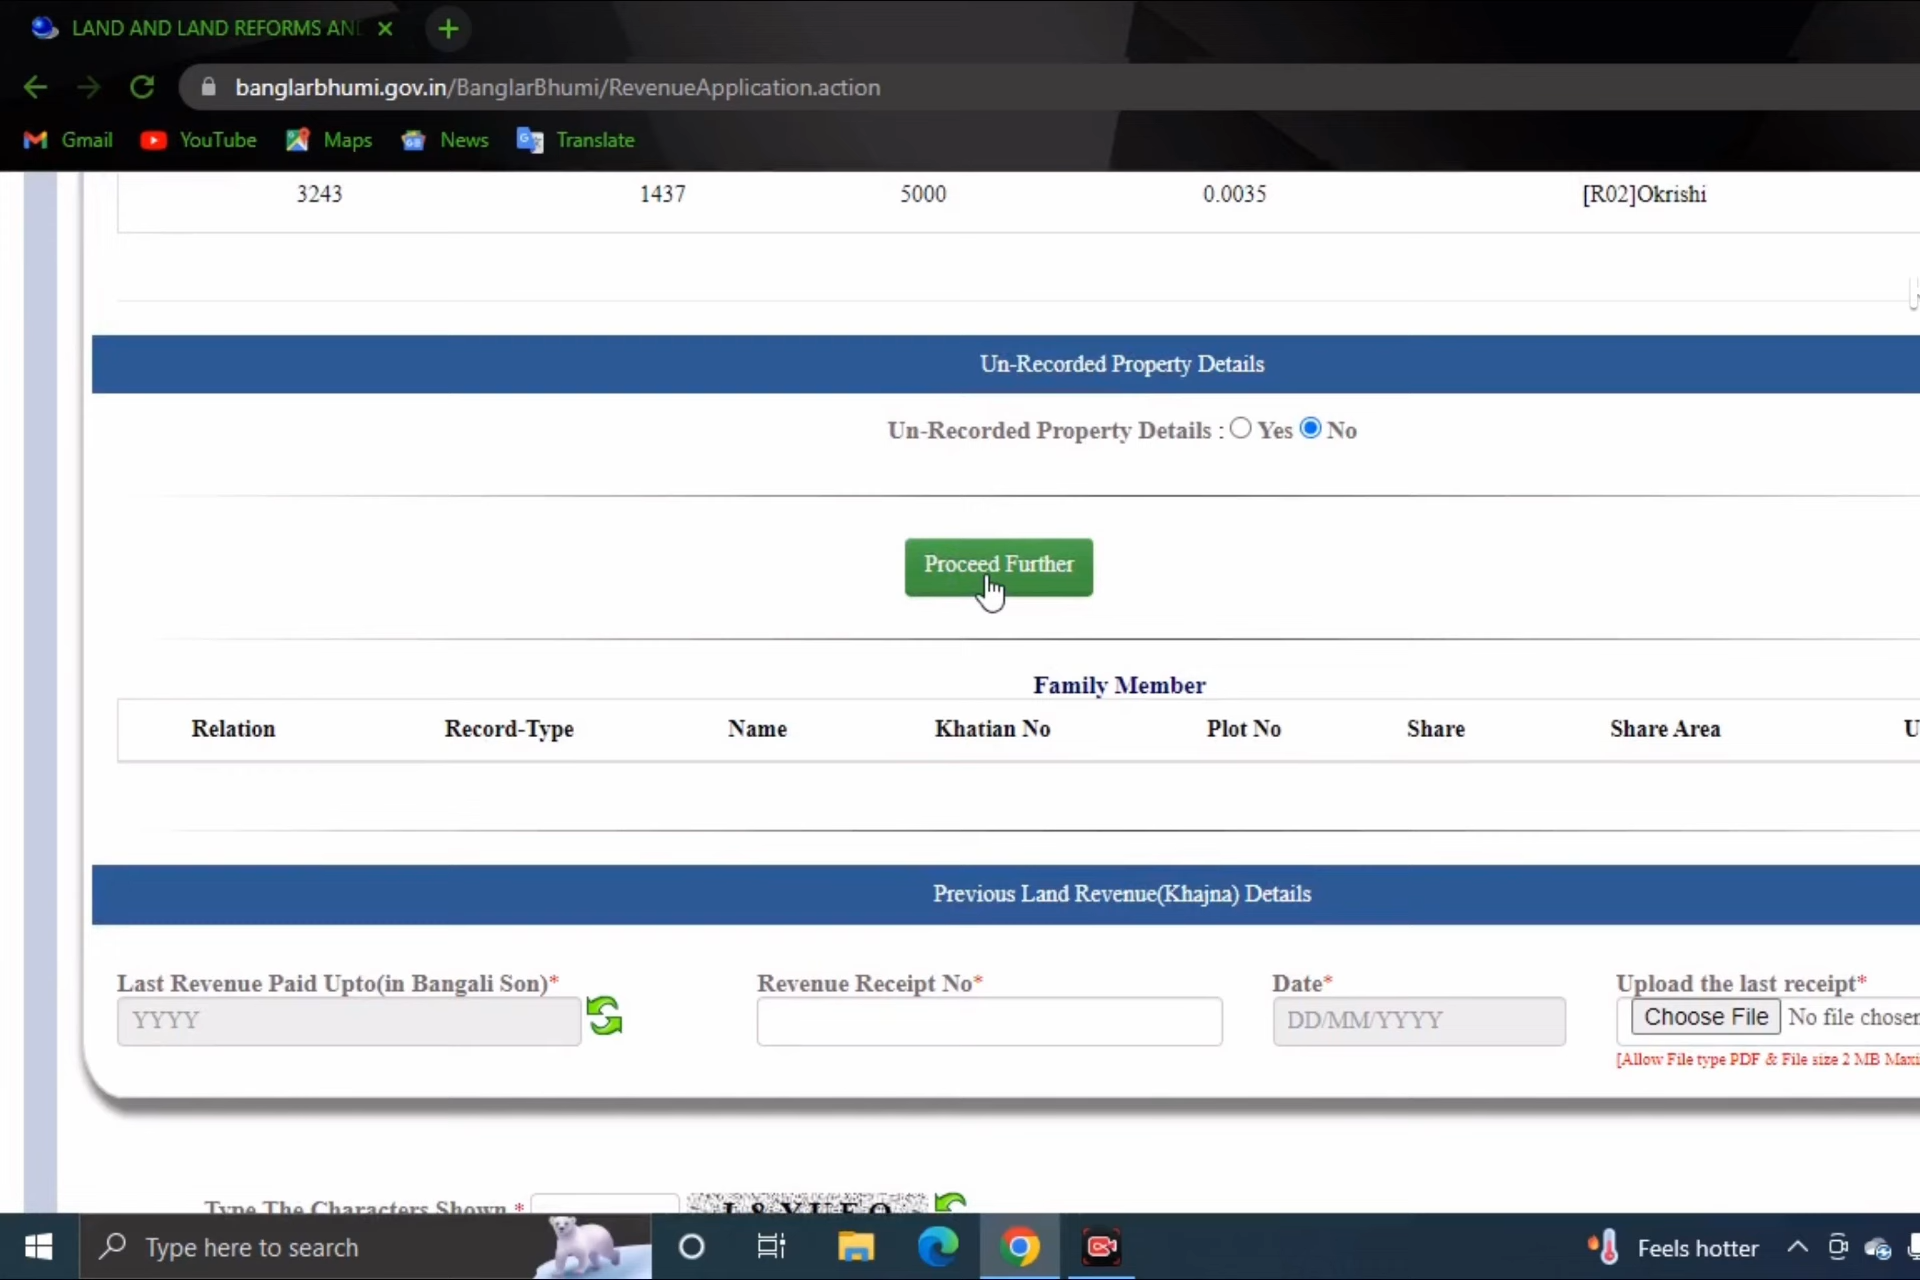 LAND AND LAND REFORMS AN
banglarbhumi.gov.in/BanglarBhumi/RevenueApplication.action
Gmail YouTube Maps News Translate
3243 1437 5000 0.0035 [R02]Okrishi
Un-Recorded Property Details
Un-Recorded Property Details : Yes No
Proceed Further
Family Member
Relation Record-Type Name Khatian No Plot No Share Share Area U
Previous Land Revenue(Khajna) Details
Last Revenue Paid Upto(in Bangali Son)* Revenue Receipt No* Date* Upload the last receipt*
YYYY DD/MM/YYYY Choose File No file chosen
[Allow File type PDF & File size 2 MB Maxi
Type The Characters Shown *
Type here to search Feels hotter